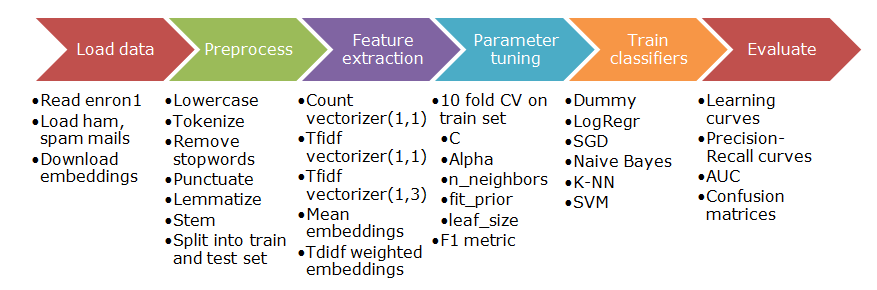 Load data
Preprocess
Feature
extraction
Parameter
tuning
Train
classifiers
Evaluate
•Read enron1
•Load ham,
spam mails
•Download
embeddings
•Lowercase
•Tokenize
•Remove
stopwords
•Punctuate
•Lemmatize
•Stem
•Split into train
and test set
•Count
vectorizer(1,1)
•Tfidf
vectorizer(1,1)
•Tfidf
vectorizer(1,3)
•Mean
embeddings
•Tdidf weighted
embeddings
•10 fold CV on
train set
•C
•Alpha
•n_neighbors
•fit_prior
•leaf_size
•F1 metric
•Dummy
•LogRegr
•SGD
•Naive Bayes
•K-NN
•SVM
•Learning
curves
•Precision-
Recall curves
•AUC
•Confusion
matrices